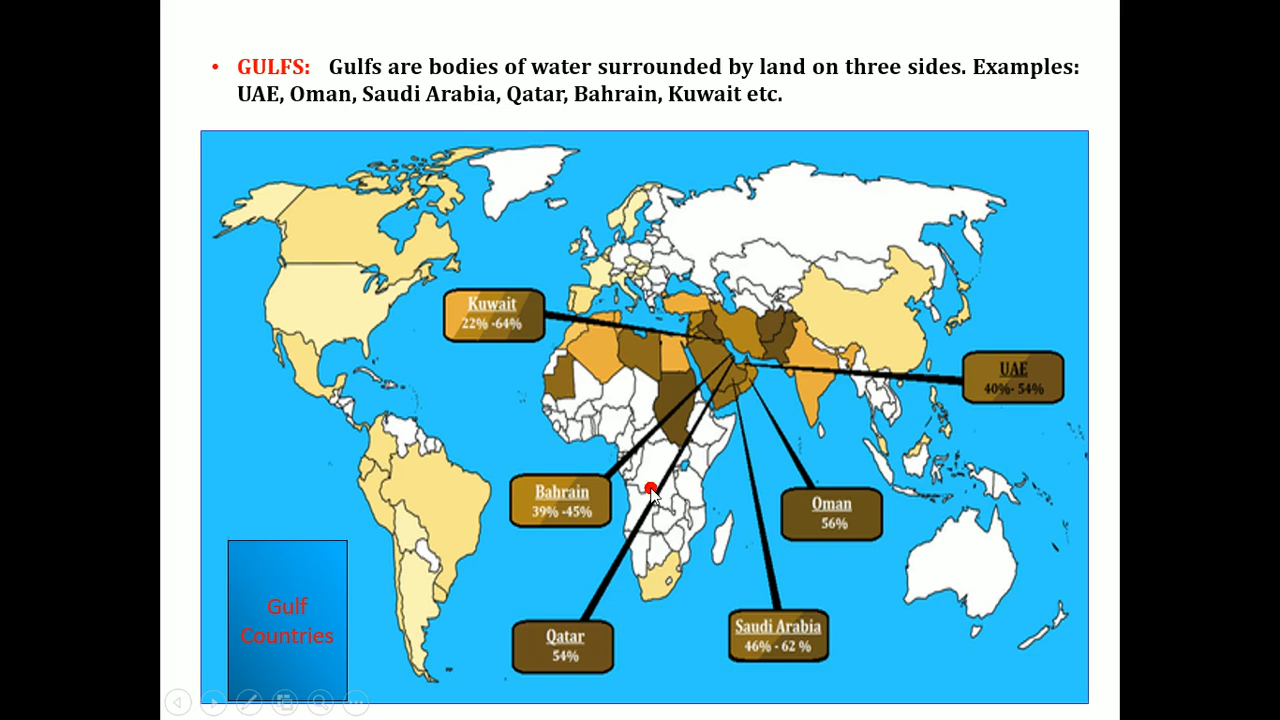 • GULFS: Gulfs are bodies of water surrounded by land on three sides. Examples:
UAE, Oman, Saudi Arabia, Qatar, Bahrain, Kuwait etc.
Kuwait
22% -64%
UAE
40%- 54%
Bahrain
39% -45%
Oman
56%
Gulf
Countries
Qatar
54%
Saudi Arabia
46% - 62 %